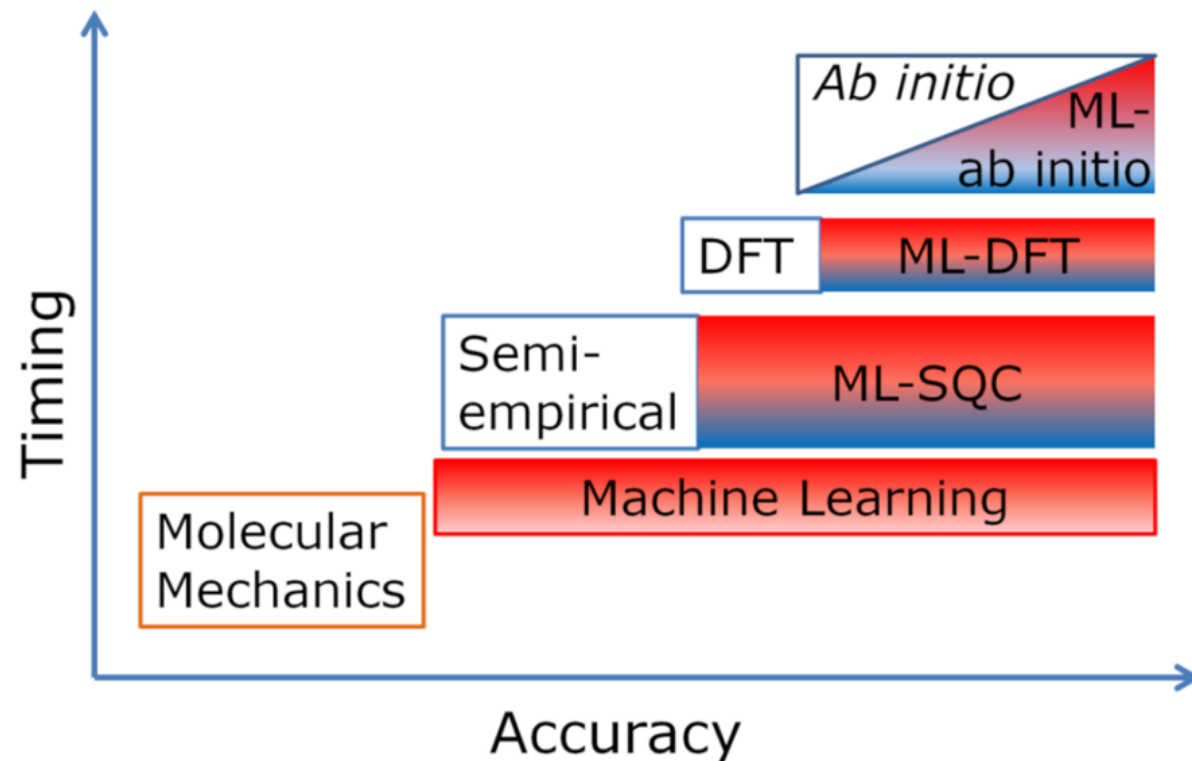 Ab initio
ML-
ab initio
DFT
ML-DFT
Semi-
empirical
ML-SQC
Machine Learning
Molecular
Mechanics
Timing
Accuracy